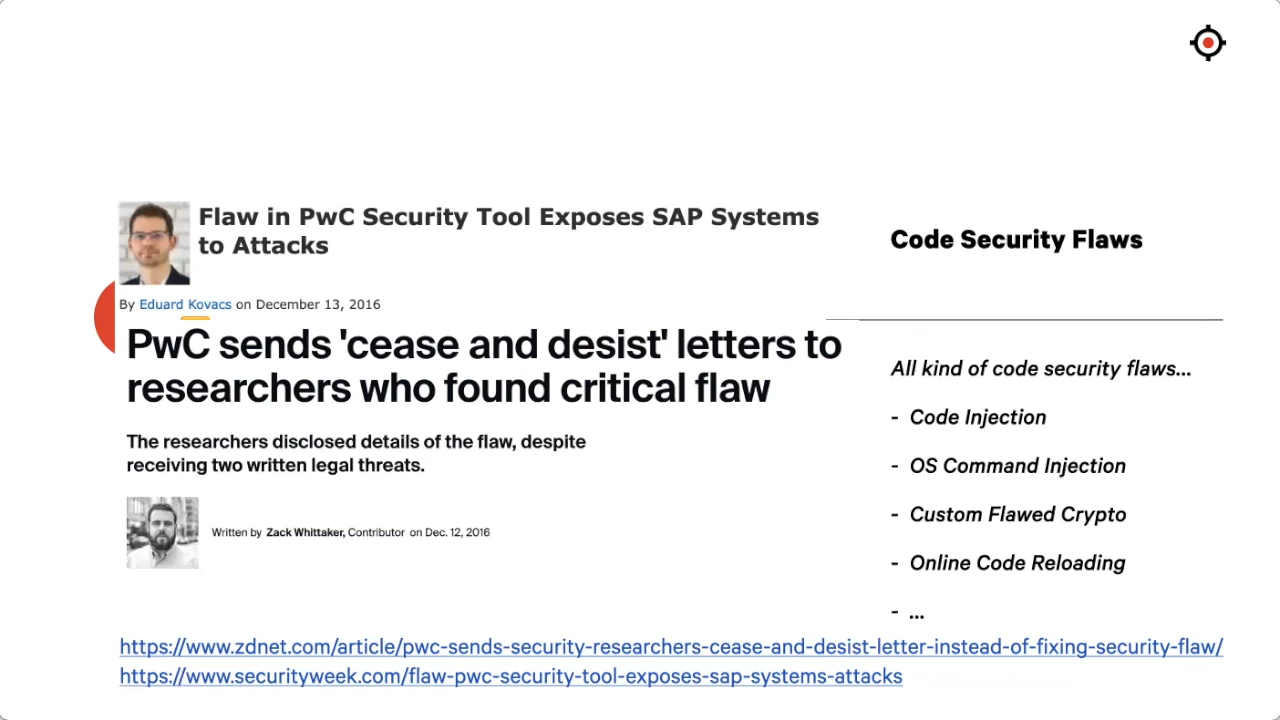 Flaw in PwC Security Tool Exposes SAP Systems
to Attacks
By Eduard Kovacs on December 13, 2016
PwC sends 'cease and desist' letters to
researchers who found critical flaw
The researchers disclosed details of the flaw, despite
receiving two written legal threats.
Written by Zack Whittaker, Contributor on Dec. 12, 2016
Code Security Flaws
All kind of code security flaws...
- Code Injection
- OS Command Injection
- Custom Flawed Crypto
- Online Code Reloading
- ...
https://www.zdnet.com/article/pwc-sends-security-researchers-cease-and-desist-letter-instead-of-fixing-security-flaw/
https://www.securityweek.com/flaw-pwc-security-tool-exposes-sap-systems-attacks